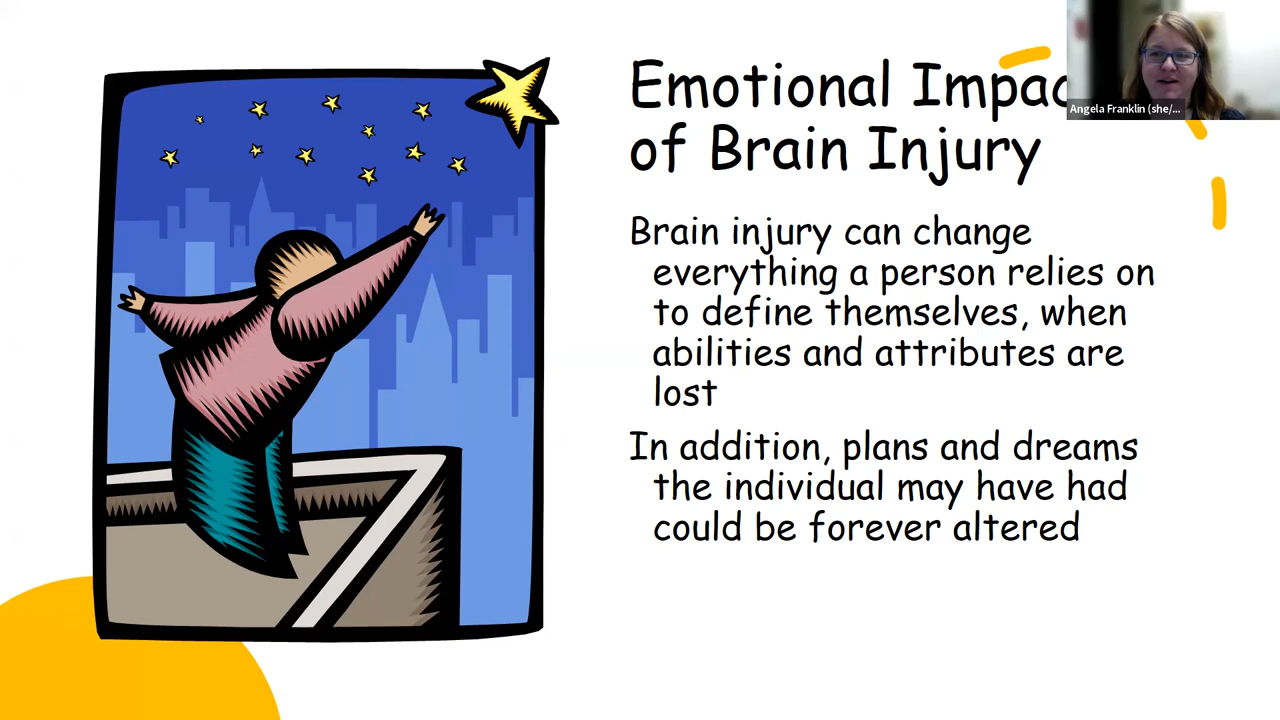 Emotional Impac
of Brain Injury
Angela Franklin (she/...
Brain injury can change
everything a person relies on
to define themselves, when
abilities and attributes are
lost
In addition, plans and dreams
the individual may have had
could be forever altered